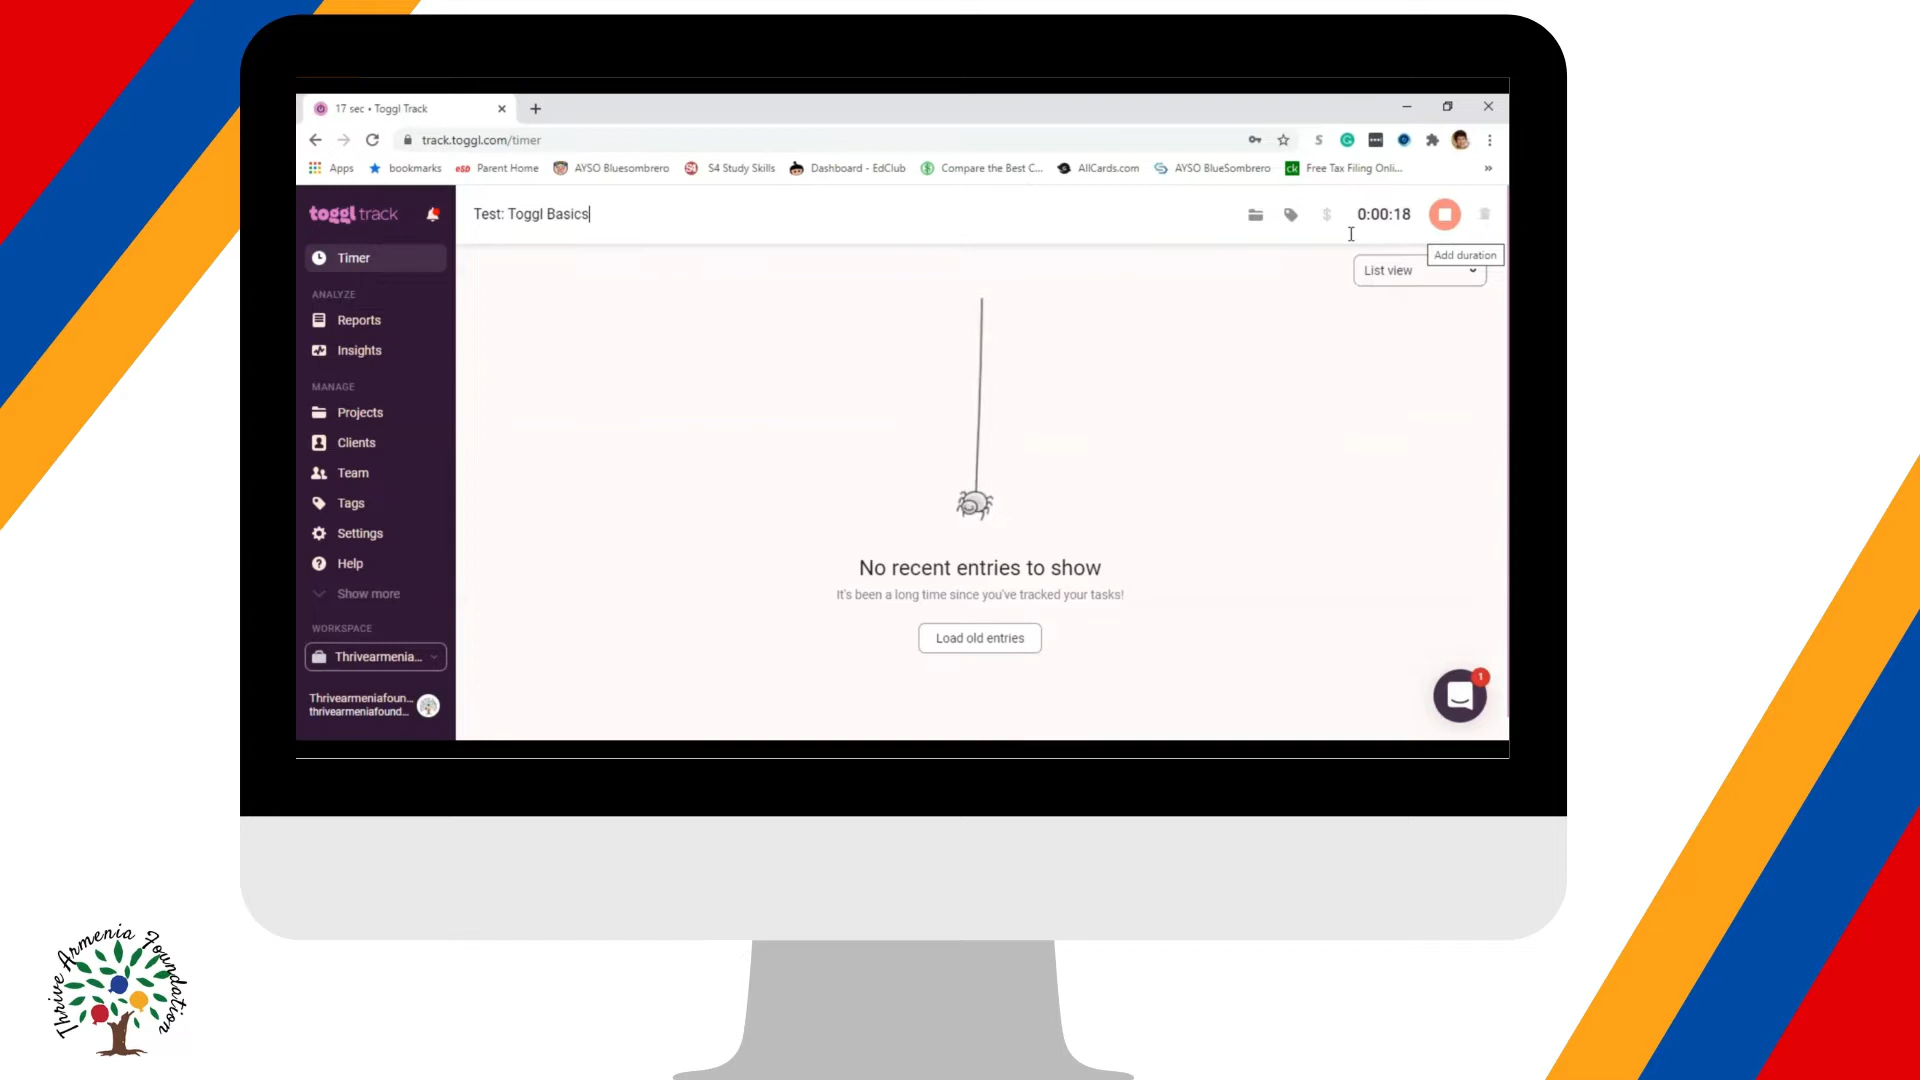 17 sec • Toggl Track
track.toggl.com/timer
Apps bookmarks eso Parent Home AYSO Bluesombrero S4 S4 Study Skills Dashboard - EdClub Compare the Best C... AllCards.com AYSO BlueSombrero ck Free Tax Filing Onli... »
toggl track
Test: Toggl Basics
$ 0:00:18
Add duration
List view
Timer
ANALYZE
Reports
Insights
MANAGE
Projects
Clients
Team
Tags
Settings
Help
Show more
WORKSPACE
Thrivearmenia...
Thrivearmeniafoun...
thrivearmeniafound...
No recent entries to show
It's been a long time since you've tracked your tasks!
Load old entries
1
Thrive Armenia Foundation